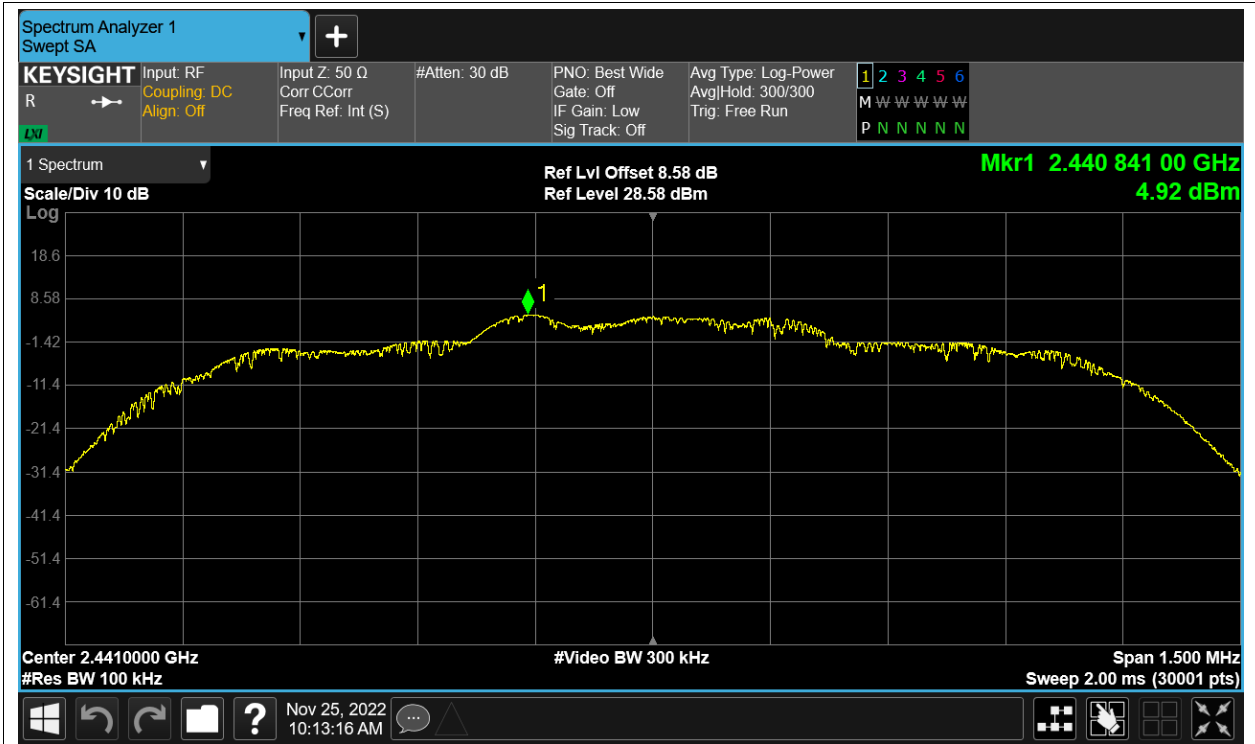 Spectrum Analyzer 1
Swept SA
KEYSIGHT
R
LXI
Input: RF
Coupling: DC
Align: Off
Input Z: 50 Ω
Corr CCorr
Freq Ref: Int (S)
#Atten: 30 dB
PNO: Best Wide
Gate: Off
IF Gain: Low
Sig Track: Off
Avg Type: Log-Power
Avg|Hold: 300/300
Trig: Free Run
1 2 3 4 5 6
M W W W W W
P N N N N N
1 Spectrum
Scale/Div 10 dB
Log
Ref Lvl Offset 8.58 dB
Ref Level 28.58 dBm
Mkr1 2.440 841 00 GHz
4.92 dBm
18.6
8.58
1
-1.42
-11.4
-21.4
-31.4
-41.4
-51.4
-61.4
Center 2.4410000 GHz
#Video BW 300 kHz
Span 1.500 MHz
#Res BW 100 kHz
Sweep 2.00 ms (30001 pts)
?
Nov 25, 2022
10:13:16 AM